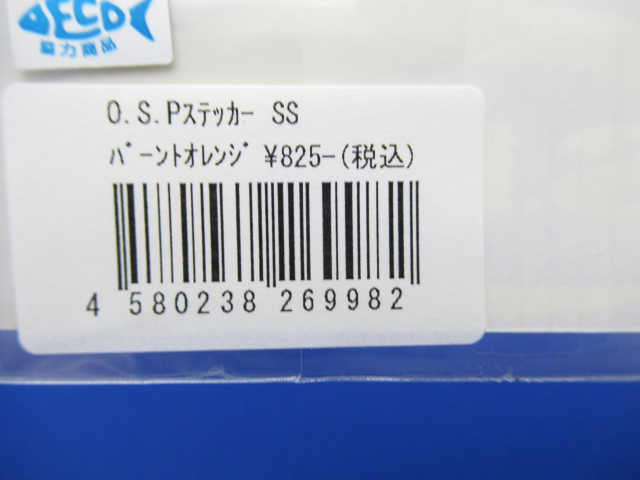 ECO
協力商品
O.S.Pｽﾃｯｶｰ SS
ﾊﾞｰﾝﾄｵﾚﾝｼﾞ ¥825-(税込)
4 580238 269982